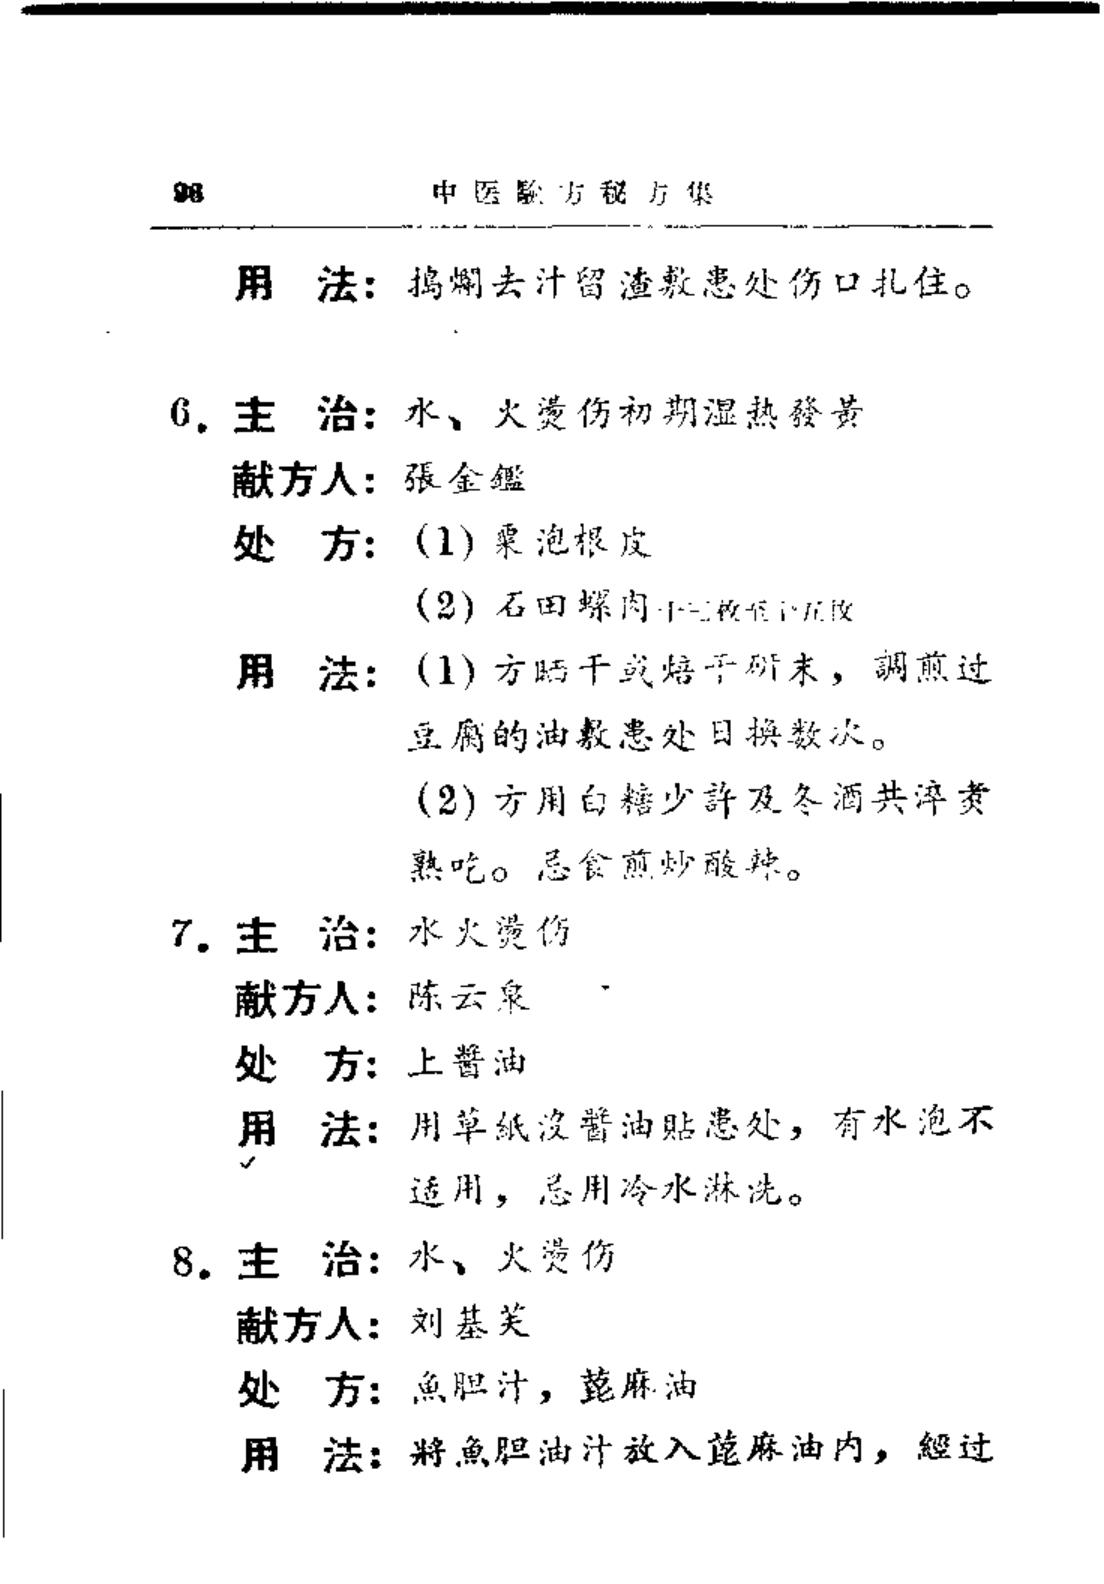 98 中医驗方秘方集
用 法：搗爛去汁留渣敷患处伤口扎住。
6．主 治：水、火燙伤初期湿热發黃
献方人：張金鑑
处 方：(1) 粟泡根皮
(2) 石田螺肉十二枚至十五枚
用 法：(1) 方晒干或焙干研末，調煎过
豆腐的油敷患处日换数次。
(2) 方用白糖少許及冬酒共淬煮
熟吃。忌食煎炒酸辣。
7．主 治：水火燙伤
献方人：陈云泉
处 方：上醬油
用 法：用草紙沒醬油貼患处，有水泡不
适用，忌用冷水淋洗。
8．主 治：水、火燙伤
献方人：刘基芙
处 方：魚胆汁，蓖麻油
用 法：將魚胆油汁放入蓖麻油内，經过